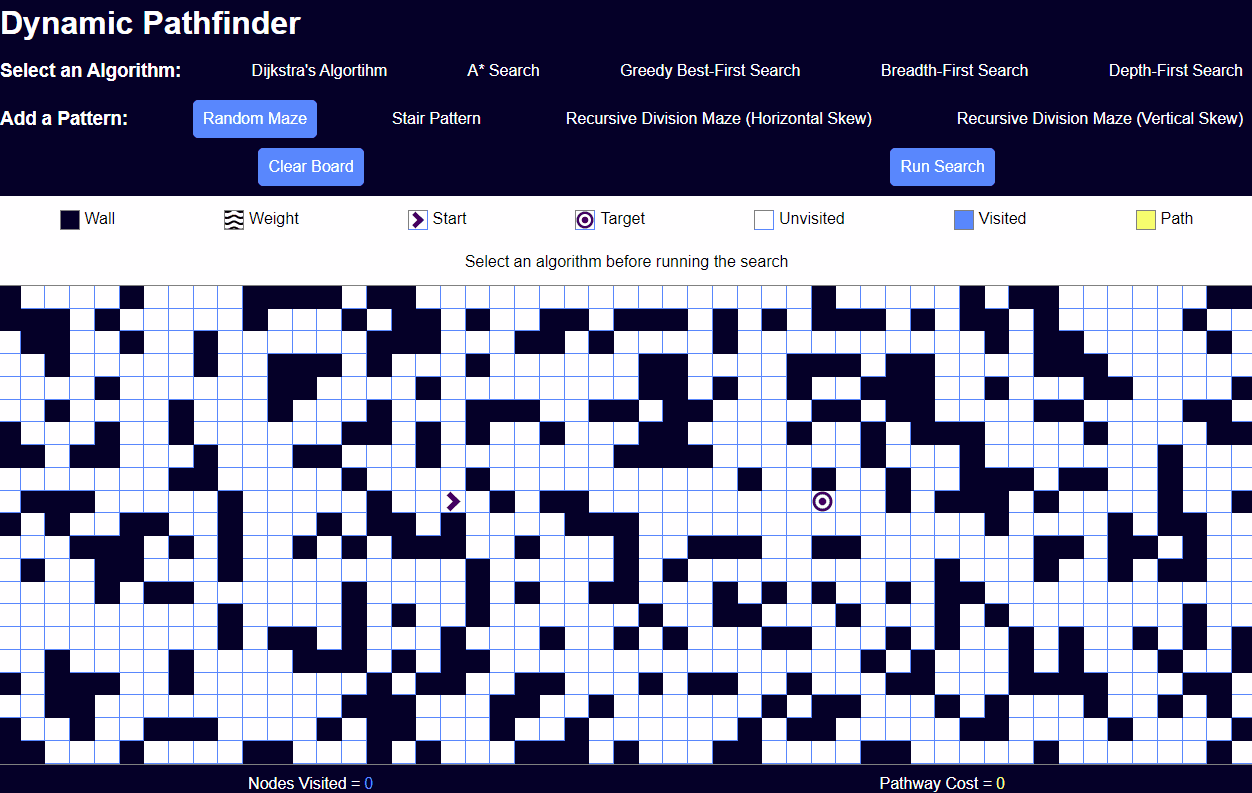 Dynamic Pathfinder
Select an Algorithm: Dijkstra's Algortihm A* Search Greedy Best-First Search Breadth-First Search Depth-First Search
Add a Pattern: Random Maze Stair Pattern Recursive Division Maze (Horizontal Skew) Recursive Division Maze (Vertical Skew)
Clear Board Run Search
Wall Weight Start Target Unvisited Visited Path
Select an algorithm before running the search
Nodes Visited = 0 Pathway Cost = 0